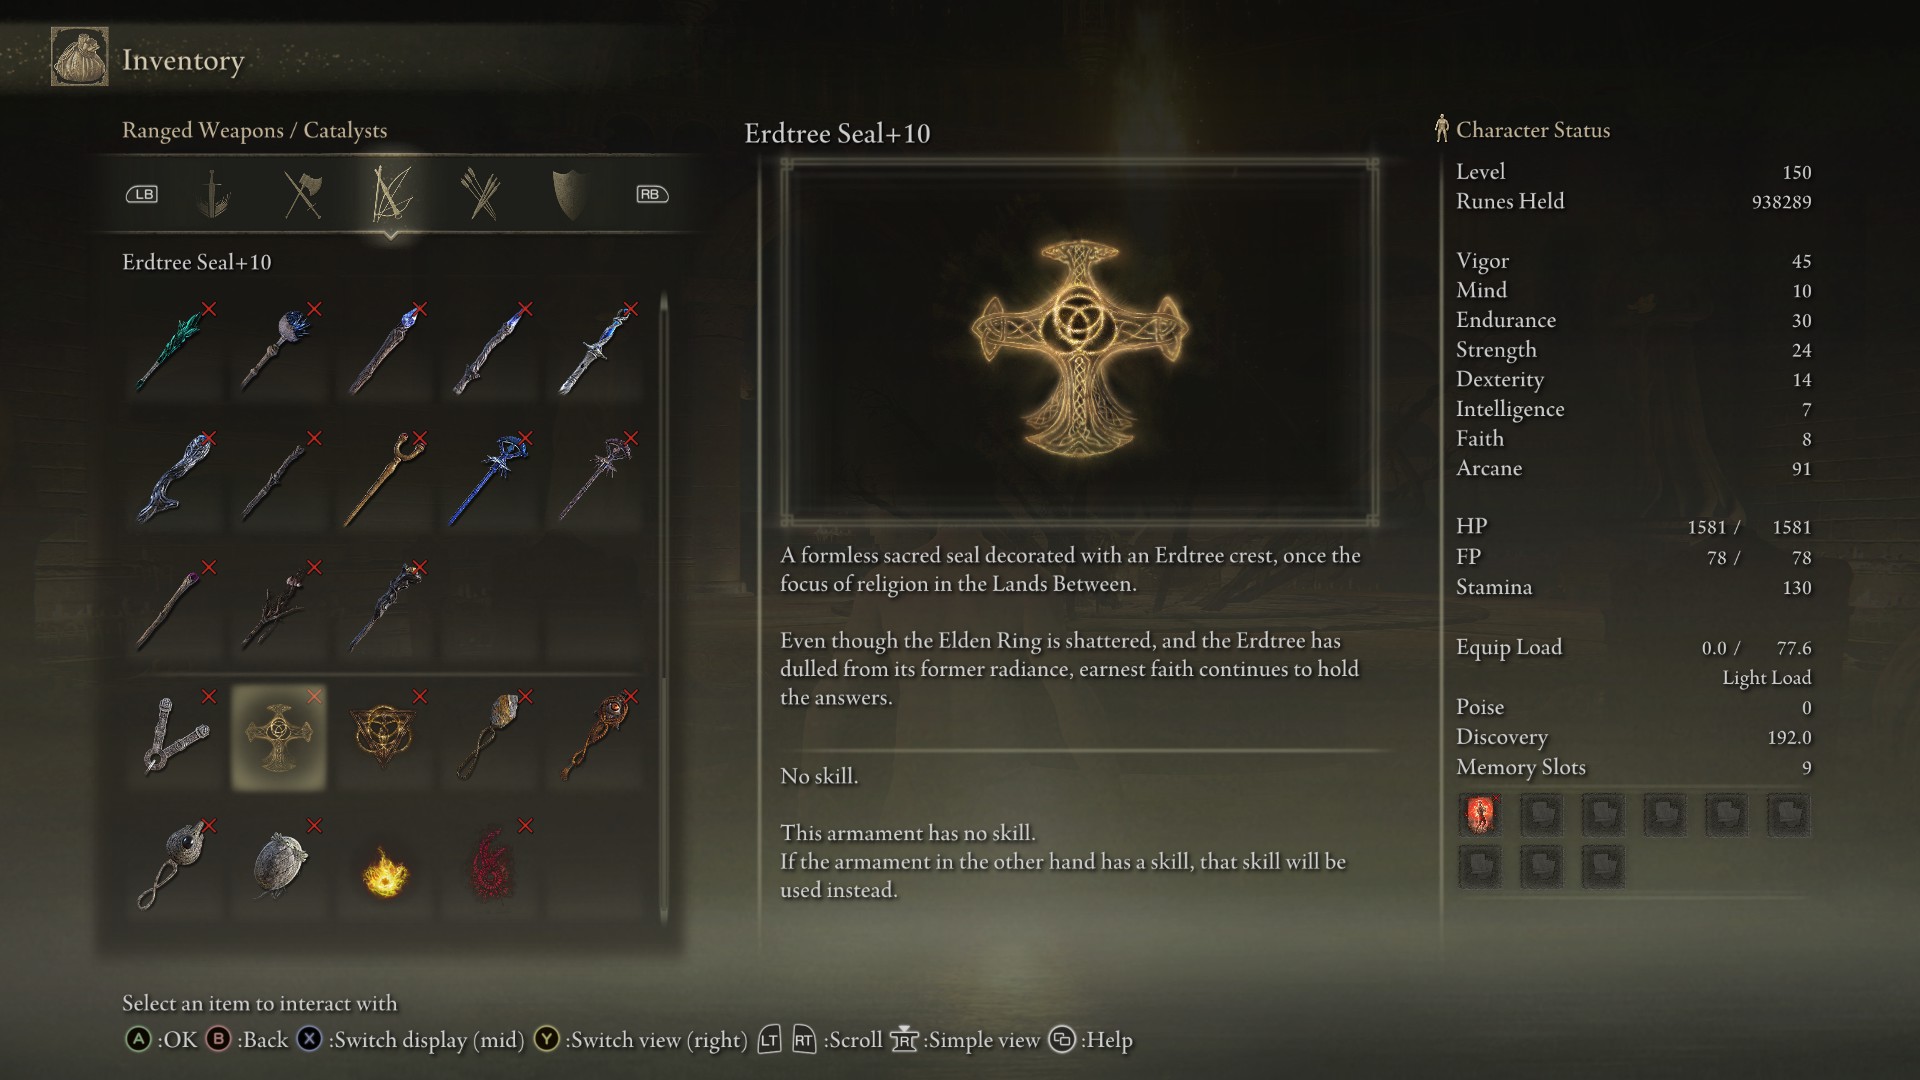 Inventory
Ranged Weapons / Catalysts
LB
RB
Erdtree Seal+10
Erdtree Seal+10
A formless sacred seal decorated with an Erdtree crest, once the
focus of religion in the Lands Between.
Even though the Elden Ring is shattered, and the Erdtree has
dulled from its former radiance, earnest faith continues to hold
the answers.
No skill.
This armament has no skill.
If the armament in the other hand has a skill, that skill will be
used instead.
Character Status
Level 150
Runes Held 938289
Vigor 45
Mind 10
Endurance 30
Strength 24
Dexterity 14
Intelligence 7
Faith 8
Arcane 91
HP 1581 / 1581
FP 78 / 78
Stamina 130
Equip Load 0.0 / 77.6
Light Load
Poise 0
Discovery 192.0
Memory Slots 9
Select an item to interact with
A :OK B :Back X :Switch display (mid) Y :Switch view (right) LT RT :Scroll R :Simple view :Help